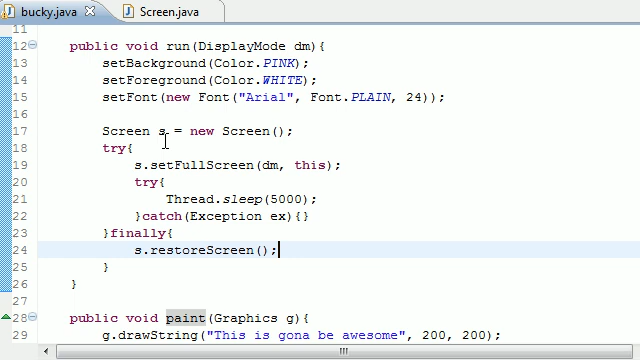 bucky.java Screen.java
11
12 public void run(DisplayMode dm){
13 setBackground(Color.PINK);
14 setForeground(Color.WHITE);
15 setFont(new Font("Arial", Font.PLAIN, 24));
16
17 Screen s = new Screen();
18 try{
19 s.setFullScreen(dm, this);
20 try{
21 Thread.sleep(5000);
22 }catch(Exception ex){}
23 }finally{
24 s.restoreScreen();
25 }
26 }
27
28 public void paint(Graphics g){
29 g.drawString("This is gona be awesome", 200, 200);